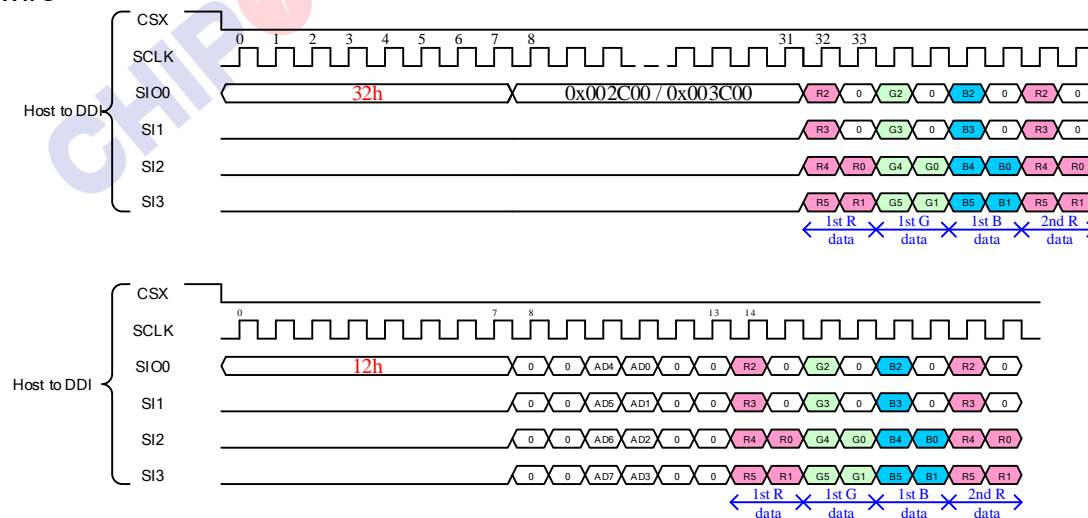 CHIP
CSX
0 1 2 3 4 5 6 7 8 31 32 33
SCLK
Host to DDI
SIO0 32h 0x002C00 / 0x003C00 R2 0 G2 0 B2 0 R2 0
SI1 R3 0 G3 0 B3 0 R3 0
SI2 R4 R0 G4 G0 B4 B0 R4 R0
SI3 R5 R1 G5 G1 B5 B1 R5 R1
1st R 1st G 1st B 2nd R
data data data data
CSX
0 7 8 13 14
SCLK
Host to DDI
SIO0 12h 0 0 AD4 AD0 0 0 R2 0 G2 0 B2 0 R2 0
SI1 0 0 AD5 AD1 0 0 R3 0 G3 0 B3 0 R3 0
SI2 0 0 AD6 AD2 0 0 R4 R0 G4 G0 B4 B0 R4 R0
SI3 0 0 AD7 AD3 0 0 R5 R1 G5 G1 B5 B1 R5 R1
1st R 1st G 1st B 2nd R
data data data data